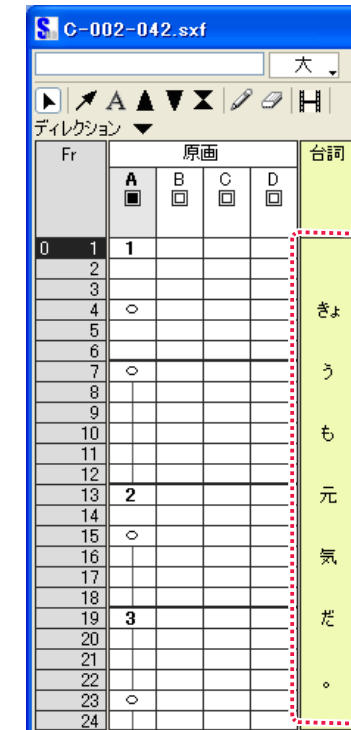 C-002-042.sxf
大
A
ディレクション
Fr 原画 台詞
A B C D
0 1 1
2
3
4 ○ きょ
5
6
7 ○ う
8
9
10 も
11
12
13 2 元
14
15 ○
16 気
17
18
19 3 だ
20
21
22 。
23 ○
24